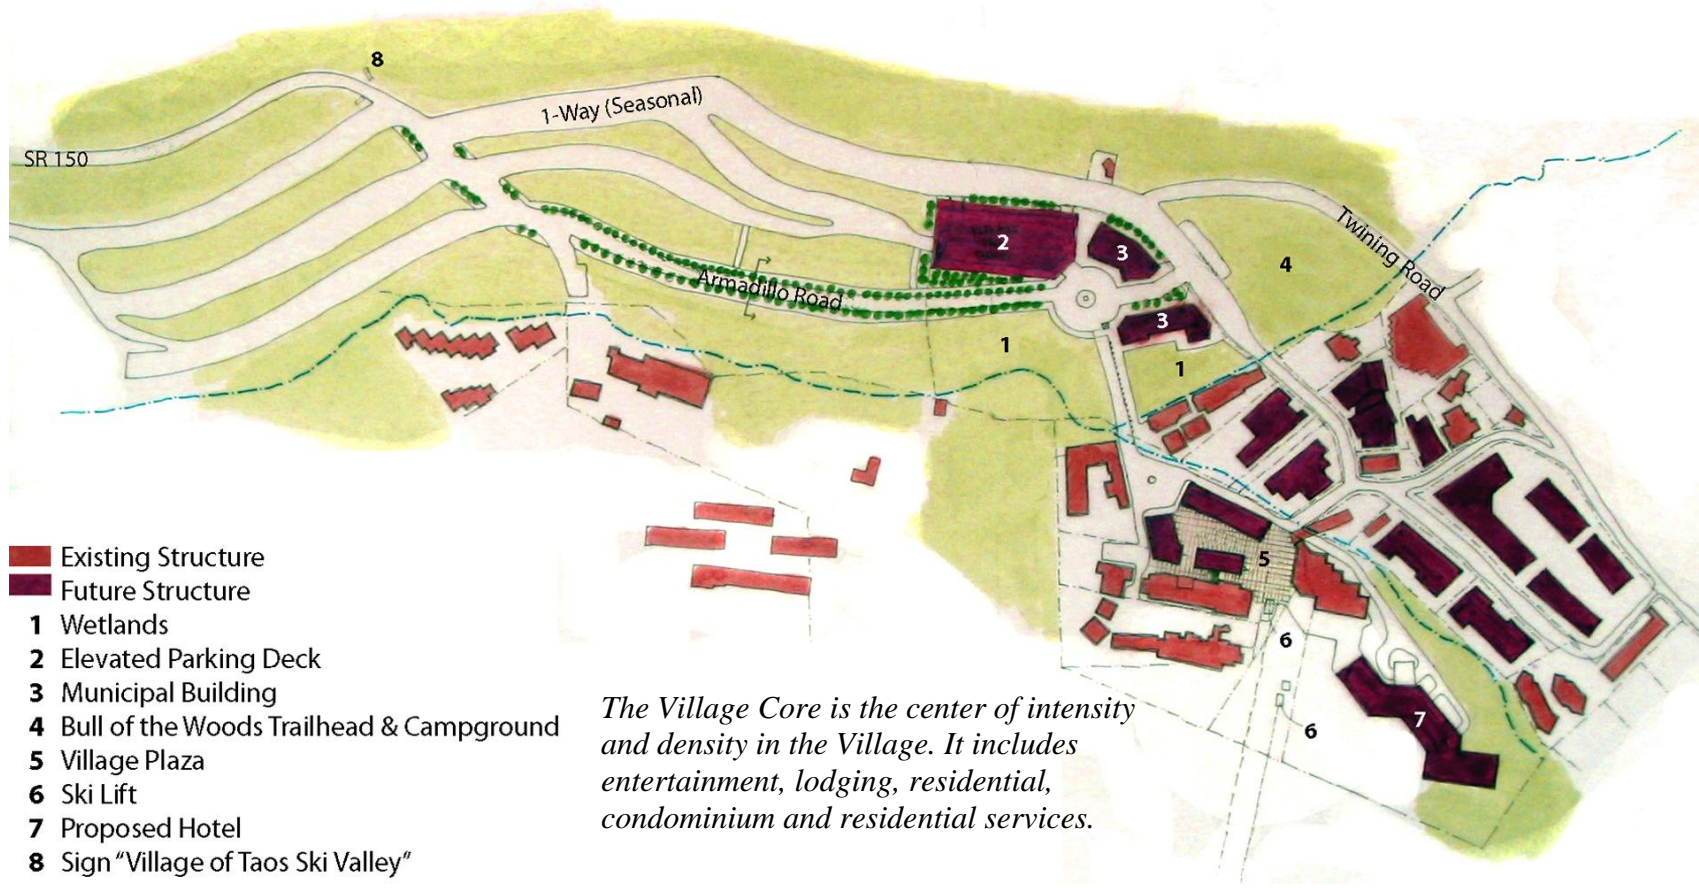 8
1-Way (Seasonal)
SR 150
Twining Road
2
3
4
Armadillo Road
3
1
1
5
6
7
6
Existing Structure
Future Structure
1 Wetlands
2 Elevated Parking Deck
3 Municipal Building
4 Bull of the Woods Trailhead & Campground
5 Village Plaza
6 Ski Lift
7 Proposed Hotel
8 Sign “Village of Taos Ski Valley”
The Village Core is the center of intensity
and density in the Village. It includes
entertainment, lodging, residential,
condominium and residential services.